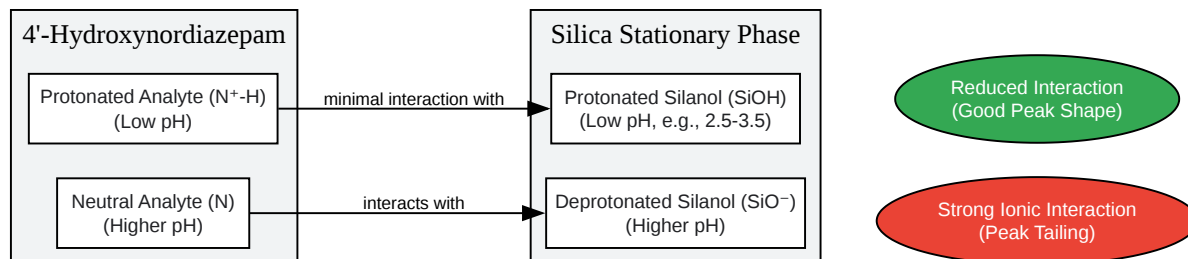 4'-Hydroxynordiazepam
Protonated Analyte (N⁺-H)
(Low pH)
Neutral Analyte (N)
(Higher pH)
minimal interaction with
interacts with
Silica Stationary Phase
Protonated Silanol (SiOH)
(Low pH, e.g., 2.5-3.5)
Deprotonated Silanol (SiO⁻)
(Higher pH)
Reduced Interaction
(Good Peak Shape)
Strong Ionic Interaction
(Peak Tailing)